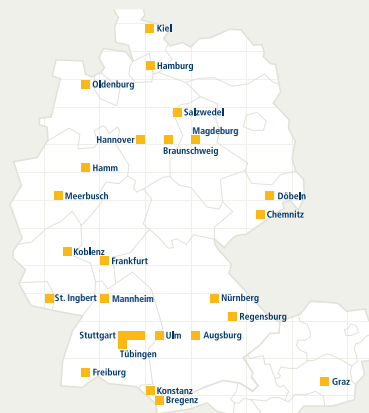 Kiel
Hamburg
Oldenburg
Salzwedel
Magdeburg
Hannover
Braunschweig
Hamm
Meerbusch
Döbeln
Chemnitz
Koblenz
Frankfurt
St. Ingbert
Mannheim
Nürnberg
Regensburg
Stuttgart
Ulm
Augsburg
Tübingen
Freiburg
Graz
Konstanz
Bregenz